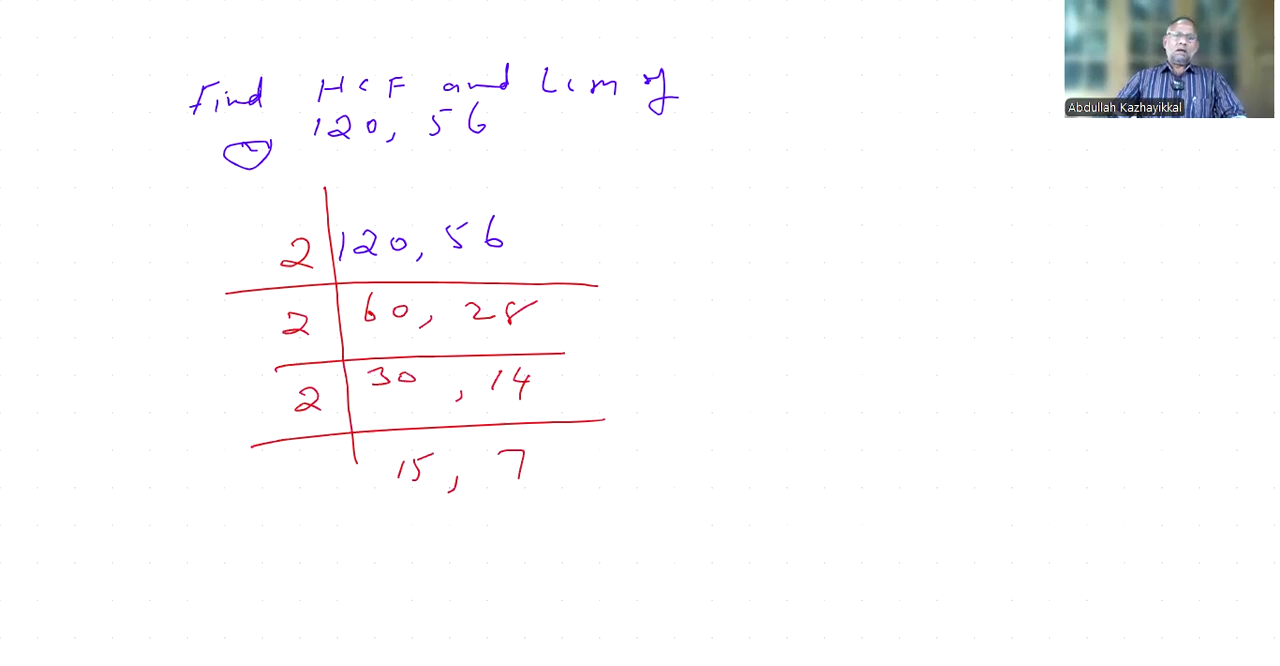 Find HCF and LCM of
120, 56
2 120, 56
2 60, 28
2 30, 14
15, 7
Abdullah Kazhayikkal